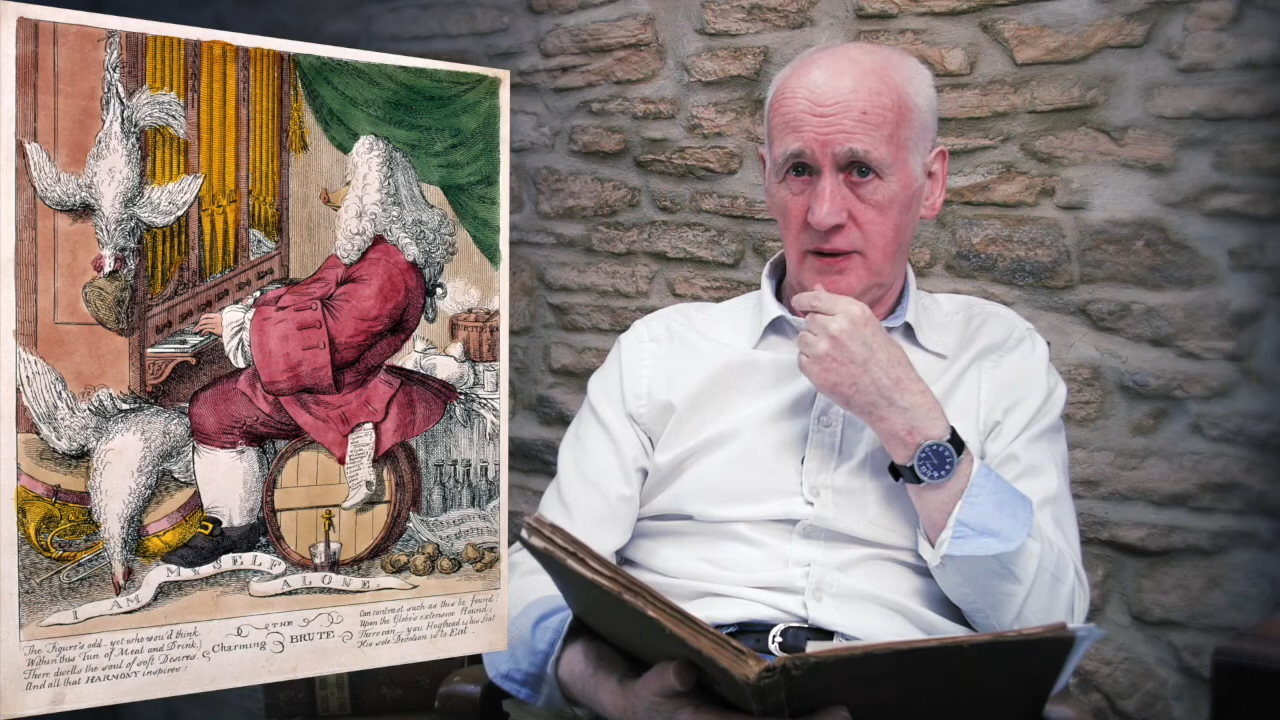 I AM MYSELF ALONE.
The Figure's odd - yet who wou'd think,
Within this Tun of Meat and Drink,
There dwells the soul of soft Desires.
And all that HARMONY inspires:
THE
Charming BRUTE
Can contrast such as this be found?
Upon the Globe's extensive Round;
There can - yon Hogshead is his Seat
His sole Devotion is to Eat.